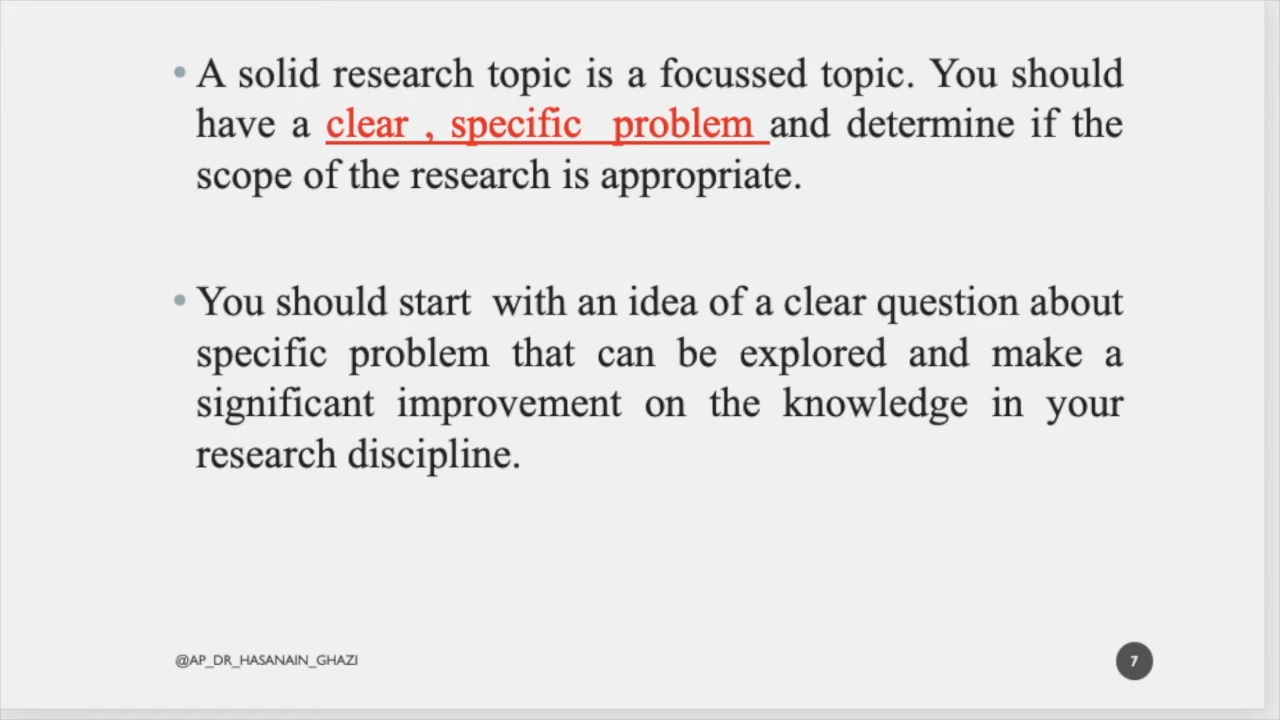 • A solid research topic is a focussed topic. You should
have a clear , specific  problem and determine if the
scope of the research is appropriate.
• You should start  with an idea of a clear question about
specific problem that can be explored and make a
significant improvement on the knowledge in your
research discipline.
@AP_DR_HASANAIN_GHAZI
7